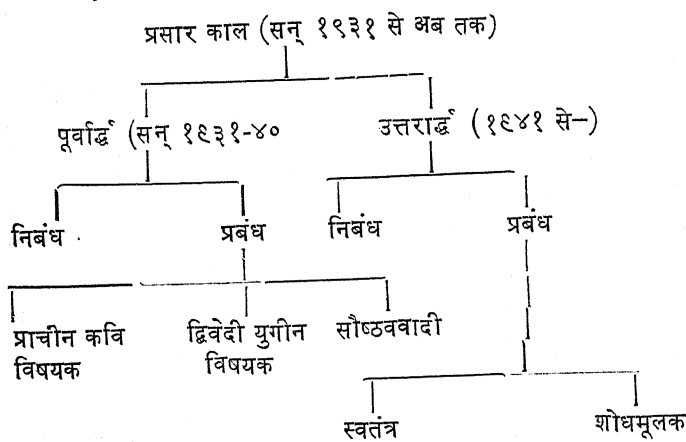 प्रसार काल (सन् १९३१ से अब तक)
पूर्वार्द्ध (सन् १९३१-४० उत्तरार्द्ध (१९४१ से-)
निबंध प्रबंध निबंध प्रबंध
प्राचीन कवि द्विवेदी युगीन सौष्ठववादी
विषयक विषयक
स्वतंत्र शोधमूलक